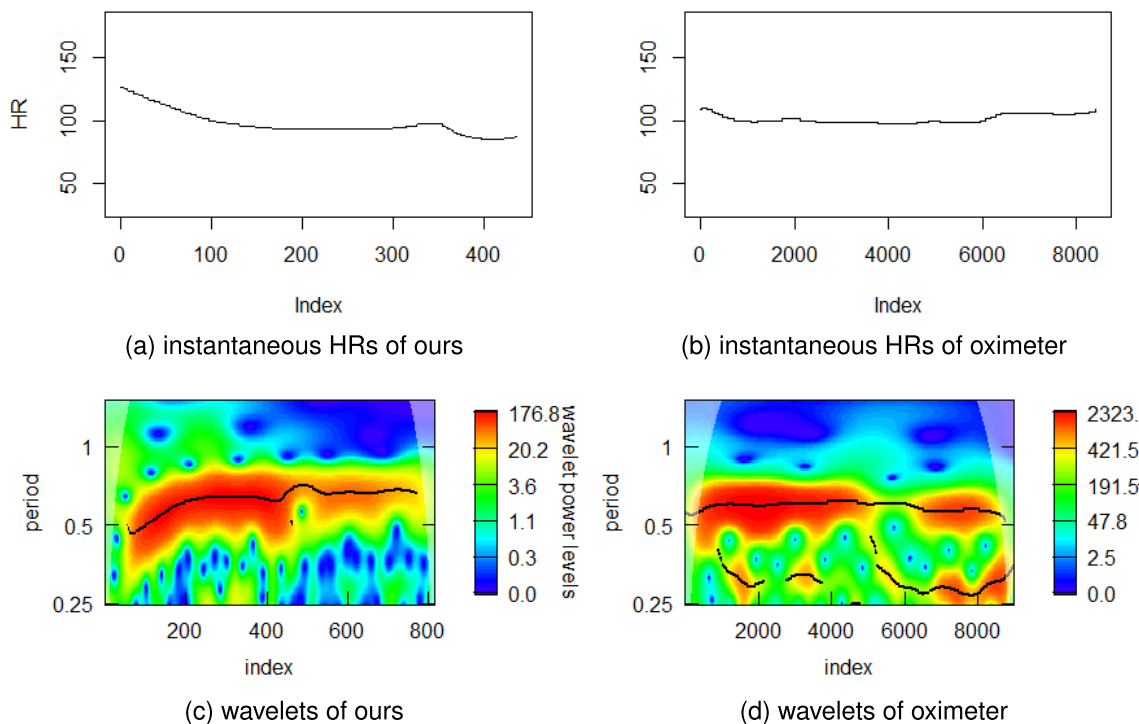 150
100
50
HR
0 100 200 300 400
Index
(a) instantaneous HRs of ours
150
100
50
0 2000 4000 6000 8000
Index
(b) instantaneous HRs of oximeter
1
0.5
0.25
period
200 400 600 800
index
176.8
20.2
3.6
1.1
0.3
0.0
wavelet power levels
(c) wavelets of ours
1
0.5
0.25
period
2000 4000 6000 8000
index
2323.
421.5
191.5
47.8
2.5
0.0
(d) wavelets of oximeter